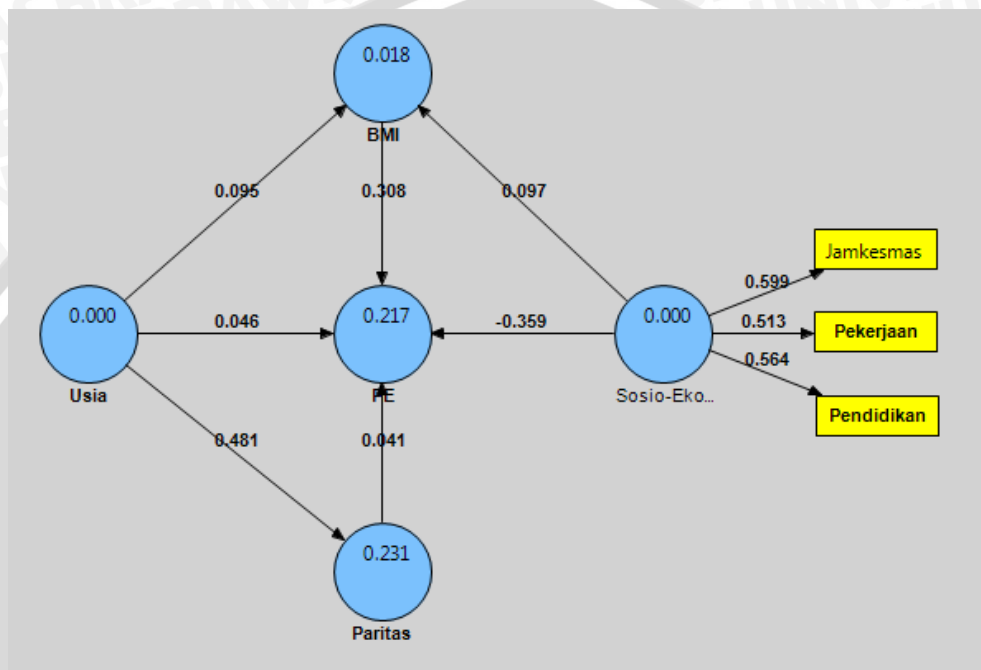 0.018
BMI
0.095
0.308
0.097
Jamkesmas
0.599
0.000
0.046
0.217
-0.359
0.000
0.513
Pekerjaan
0.564
Usia
PE
Sosio-Eko...
Pendidikan
0.481
0.041
0.231
Paritas